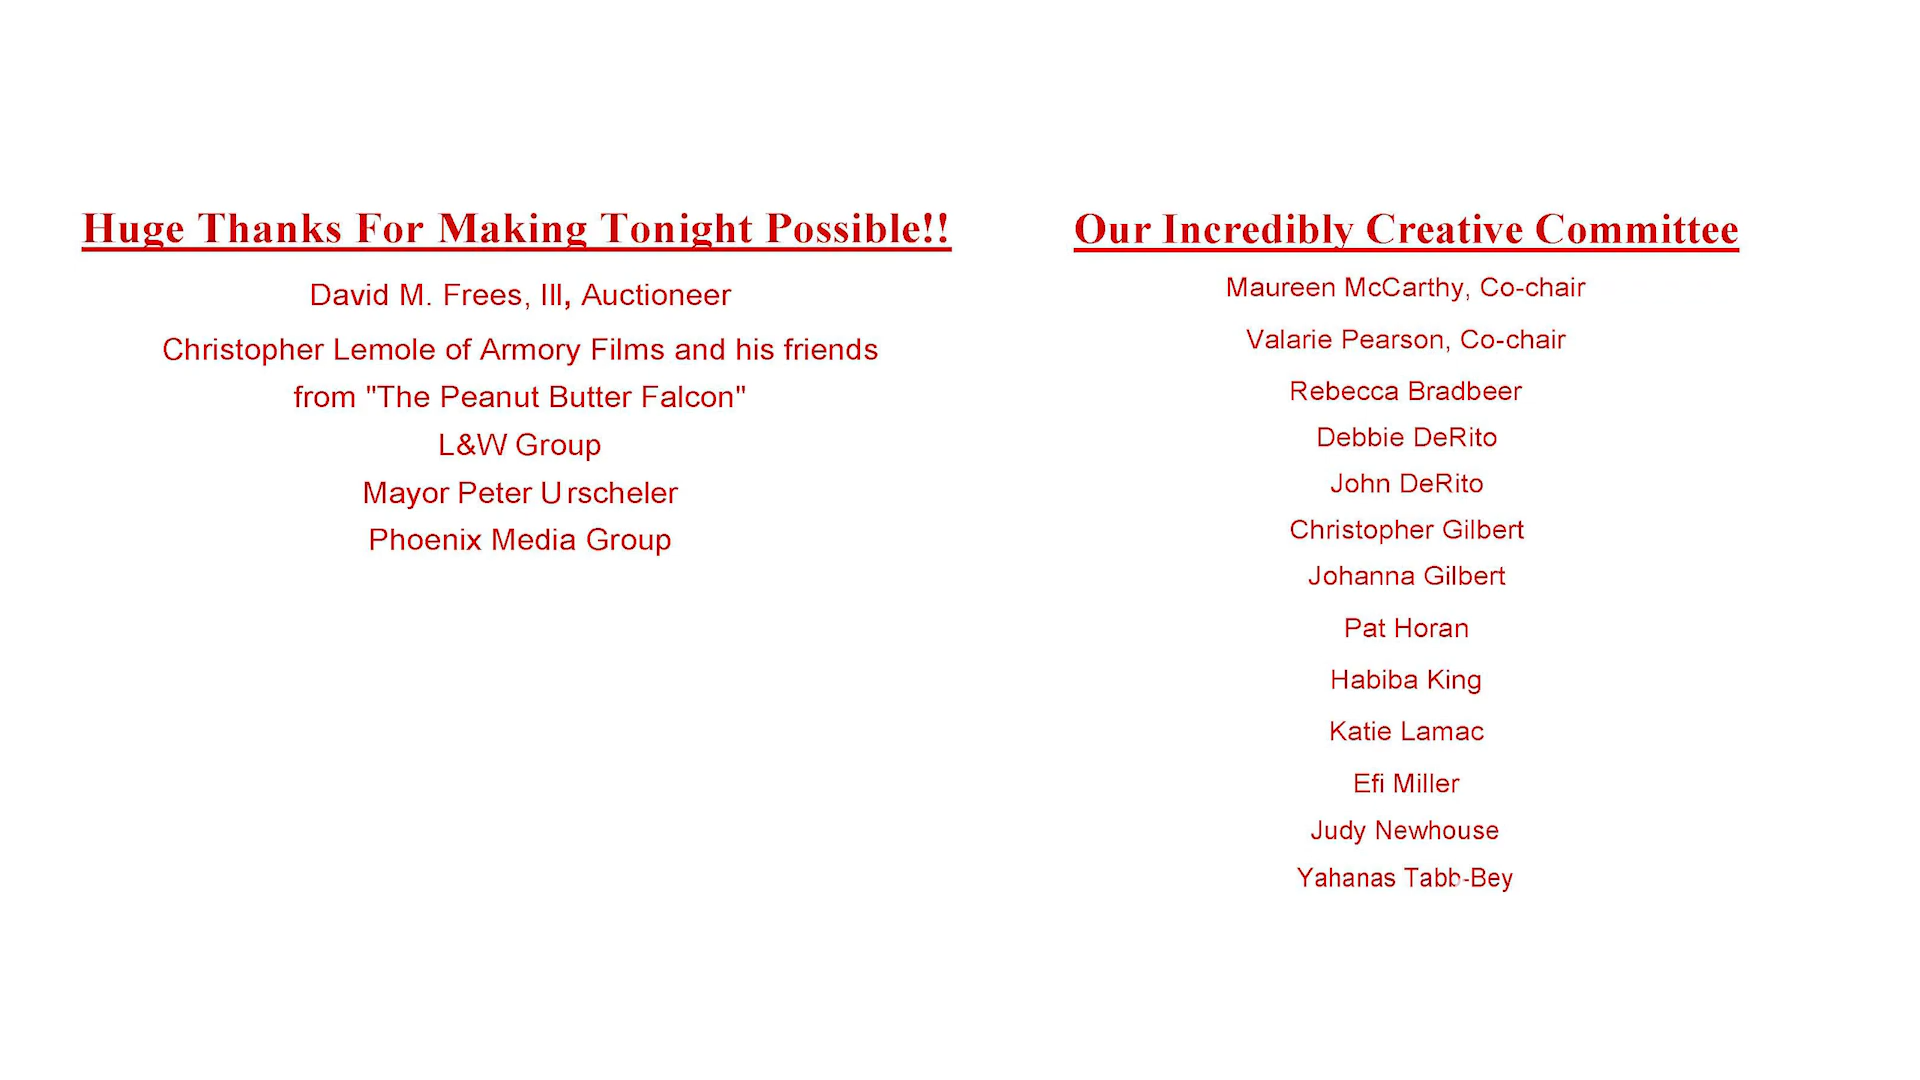 Huge Thanks For Making Tonight Possible!!
David M. Frees, III, Auctioneer
Christopher Lemole of Armory Films and his friends
from "The Peanut Butter Falcon"
L&W Group
Mayor Peter Urscheler
Phoenix Media Group
Our Incredibly Creative Committee
Maureen McCarthy, Co-chair
Valarie Pearson, Co-chair
Rebecca Bradbeer
Debbie DeRito
John DeRito
Christopher Gilbert
Johanna Gilbert
Pat Horan
Habiba King
Katie Lamac
Efi Miller
Judy Newhouse
Yahanas Tabb-Bey